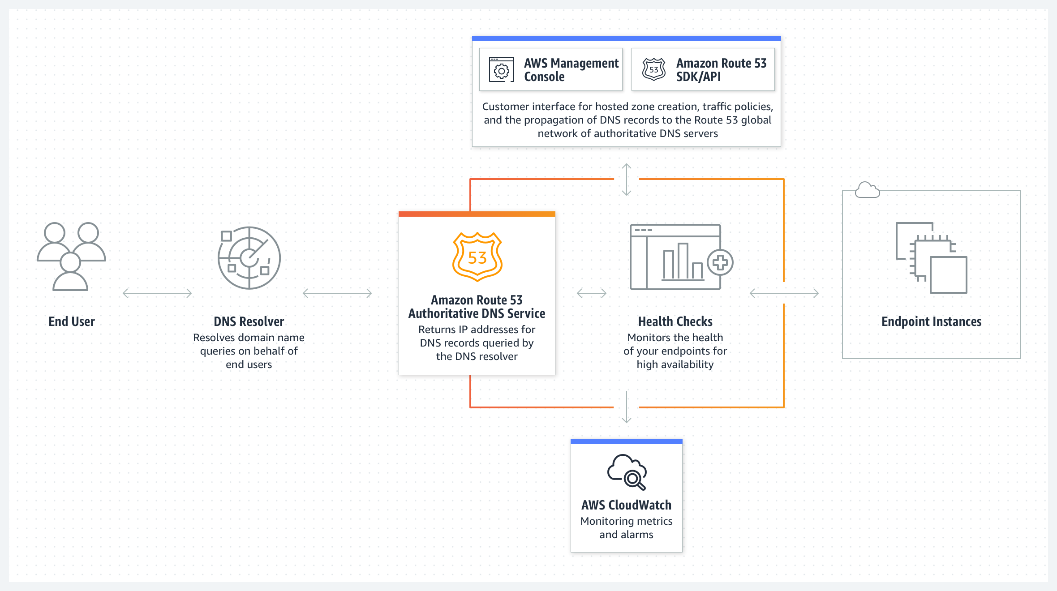 AWS Management
Console
53
Amazon Route 53
SDK/API
Customer interface for hosted zone creation, traffic policies,
and the propagation of DNS records to the Route 53 global
network of authoritative DNS servers
End User
DNS Resolver
Resolves domain name
queries on behalf of
end users
53
Amazon Route 53
Authoritative DNS Service
Returns IP addresses for
DNS records queried by
the DNS resolver
Health Checks
Monitors the health
of your endpoints for
high availability
Endpoint Instances
AWS CloudWatch
Monitoring metrics
and alarms